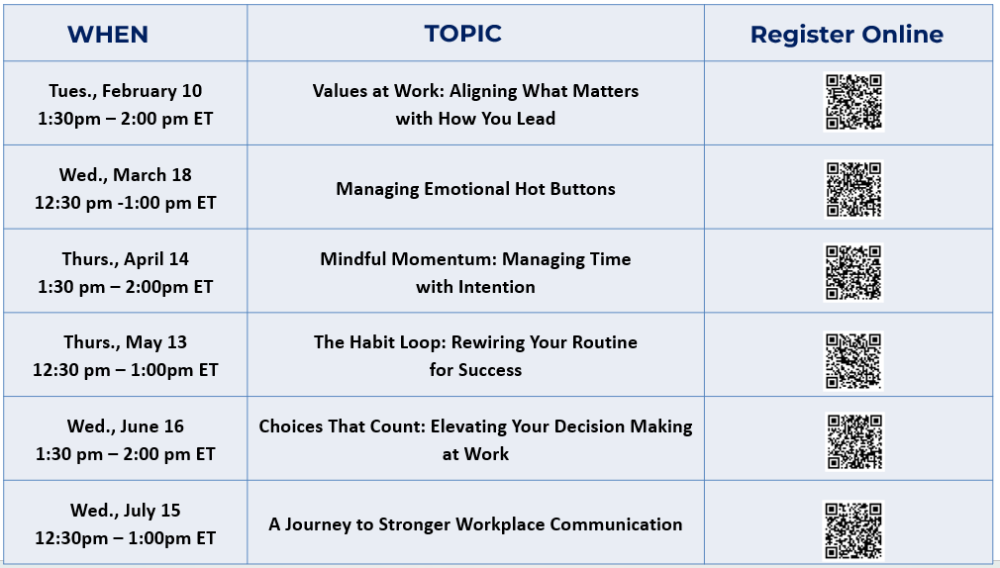 WHEN
TOPIC
Register Online
Tues., February 10
1:30pm – 2:00 pm ET
Values at Work: Aligning What Matters
with How You Lead
Wed., March 18
12:30 pm -1:00 pm ET
Managing Emotional Hot Buttons
Thurs., April 14
1:30 pm – 2:00pm ET
Mindful Momentum: Managing Time
with Intention
Thurs., May 13
12:30 pm – 1:00pm ET
The Habit Loop: Rewiring Your Routine
for Success
Wed., June 16
1:30 pm – 2:00 pm ET
Choices That Count: Elevating Your Decision Making
at Work
Wed., July 15
12:30pm – 1:00pm ET
A Journey to Stronger Workplace Communication